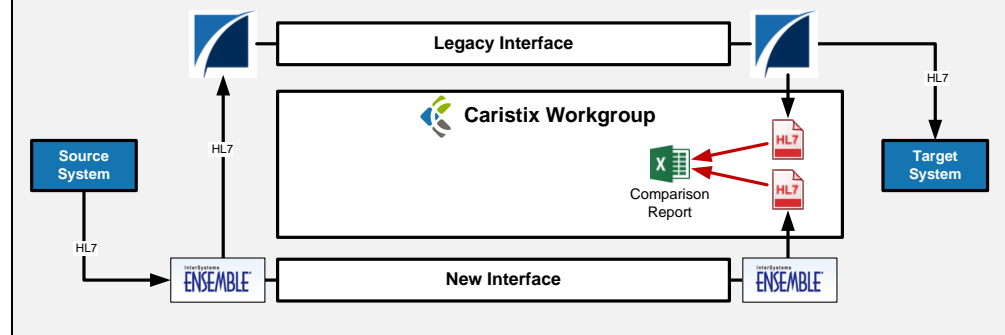 Legacy Interface
HL7
Caristix Workgroup
HL7
HL7
Source
System
Target
System
HL7
Comparison
Report
HL7
HL7
InterSystems
ENSEMBLE
New Interface
InterSystems
ENSEMBLE